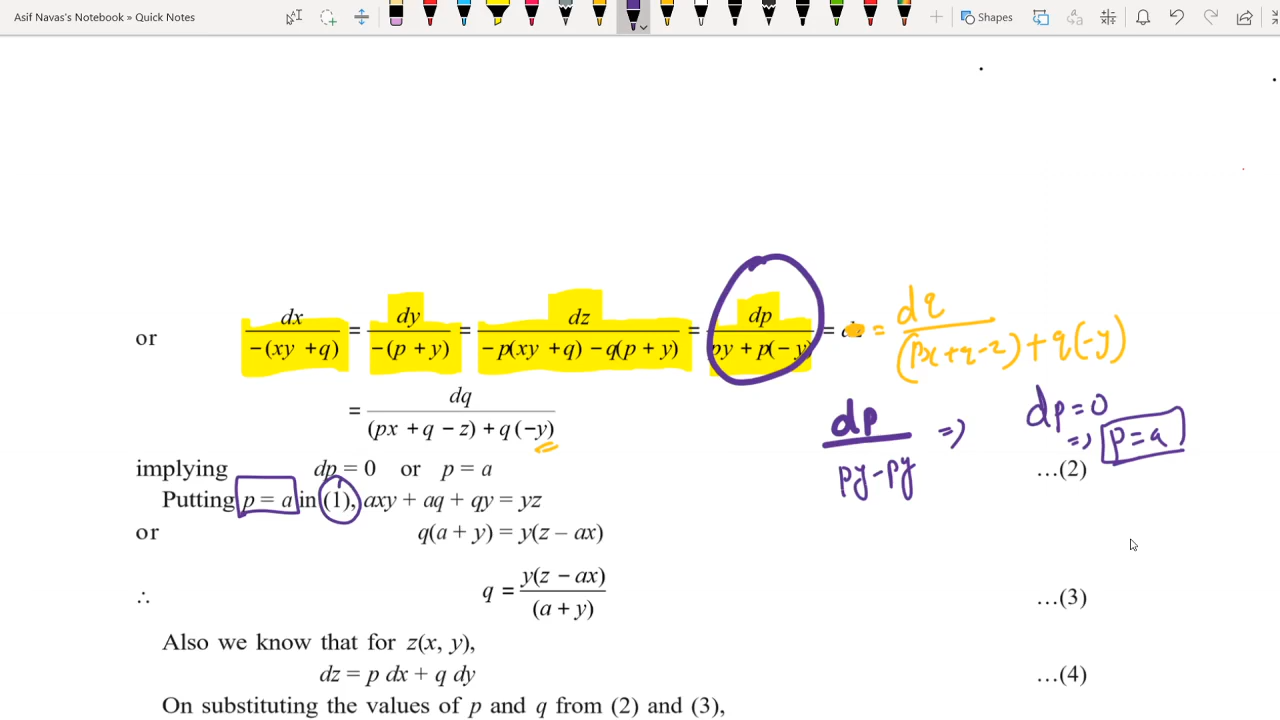 Asif Navas's Notebook » Quick Notes
Shapes
or dx/−(xy + q) = dy/−(p + y) = dz/−p(xy + q) − q(p + y) = dp/py + p(− y) = = dq/(px+q-z)+q(-y)
= dq/(px + q − z) + q(−y)
dp/py-py => dp=0
=> p=a
implying dp = 0 or p = a …(2)
Putting p = a in (1), axy + aq + qy = yz
or q(a + y) = y(z − ax)
∴ q = y(z − ax)/(a + y) …(3)
Also we know that for z(x, y),
dz = p dx + q dy …(4)
On substituting the values of p and q from (2) and (3),